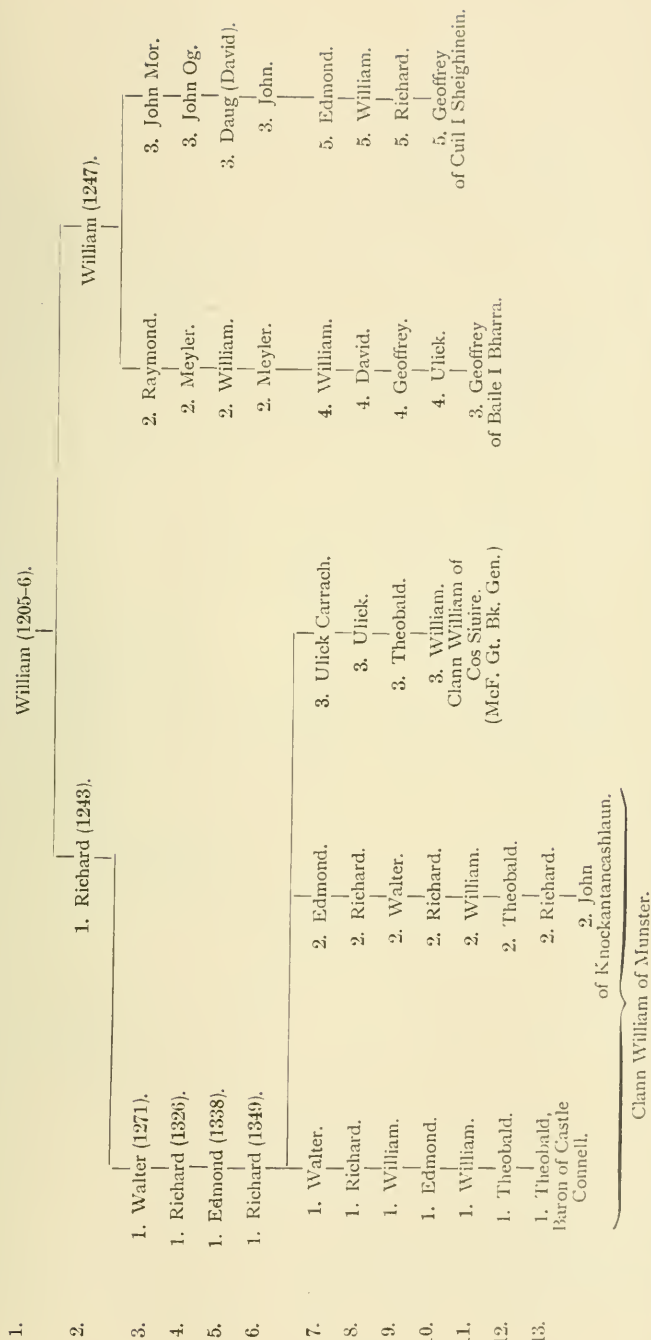 1. William (1205–6).
2. 1. Richard (1243). William (1247).
3. 1. Walter (1271). 2. Raymond. 3. John Mor.
4. 1. Richard (1326). 2. Meyler. 3. John Og.
5. 1. Edmond (1338). 2. William. 3. Daug (David).
6. 1. Richard (1349). 2. Meyler. 3. John.
7. 1. Walter. 2. Edmond. 3. Ulick Carrach. 4. William. 5. Edmond.
8. 1. Richard. 2. Richard. 3. Ulick. 4. David. 5. William.
9. 1. William. 2. Walter. 3. Theobald. 4. Geoffrey. 5. Richard.
10. 1. Edmond. 2. Richard. 3. William. 4. Ulick. 5. Geoffrey
Clann William of of Cuil I Sheighinein.
11. 1. William. 2. William. Cos Siuire. 3. Geoffrey
(McF. Gt. Bk. Gen.) of Baile I Bharra.
12. 1. Theobald. 2. Theobald.
13. 1. Theobald, 2. Richard.
Baron of Castle 2. John
Connell. of Knockantancashlaun.
Clann William of Munster.